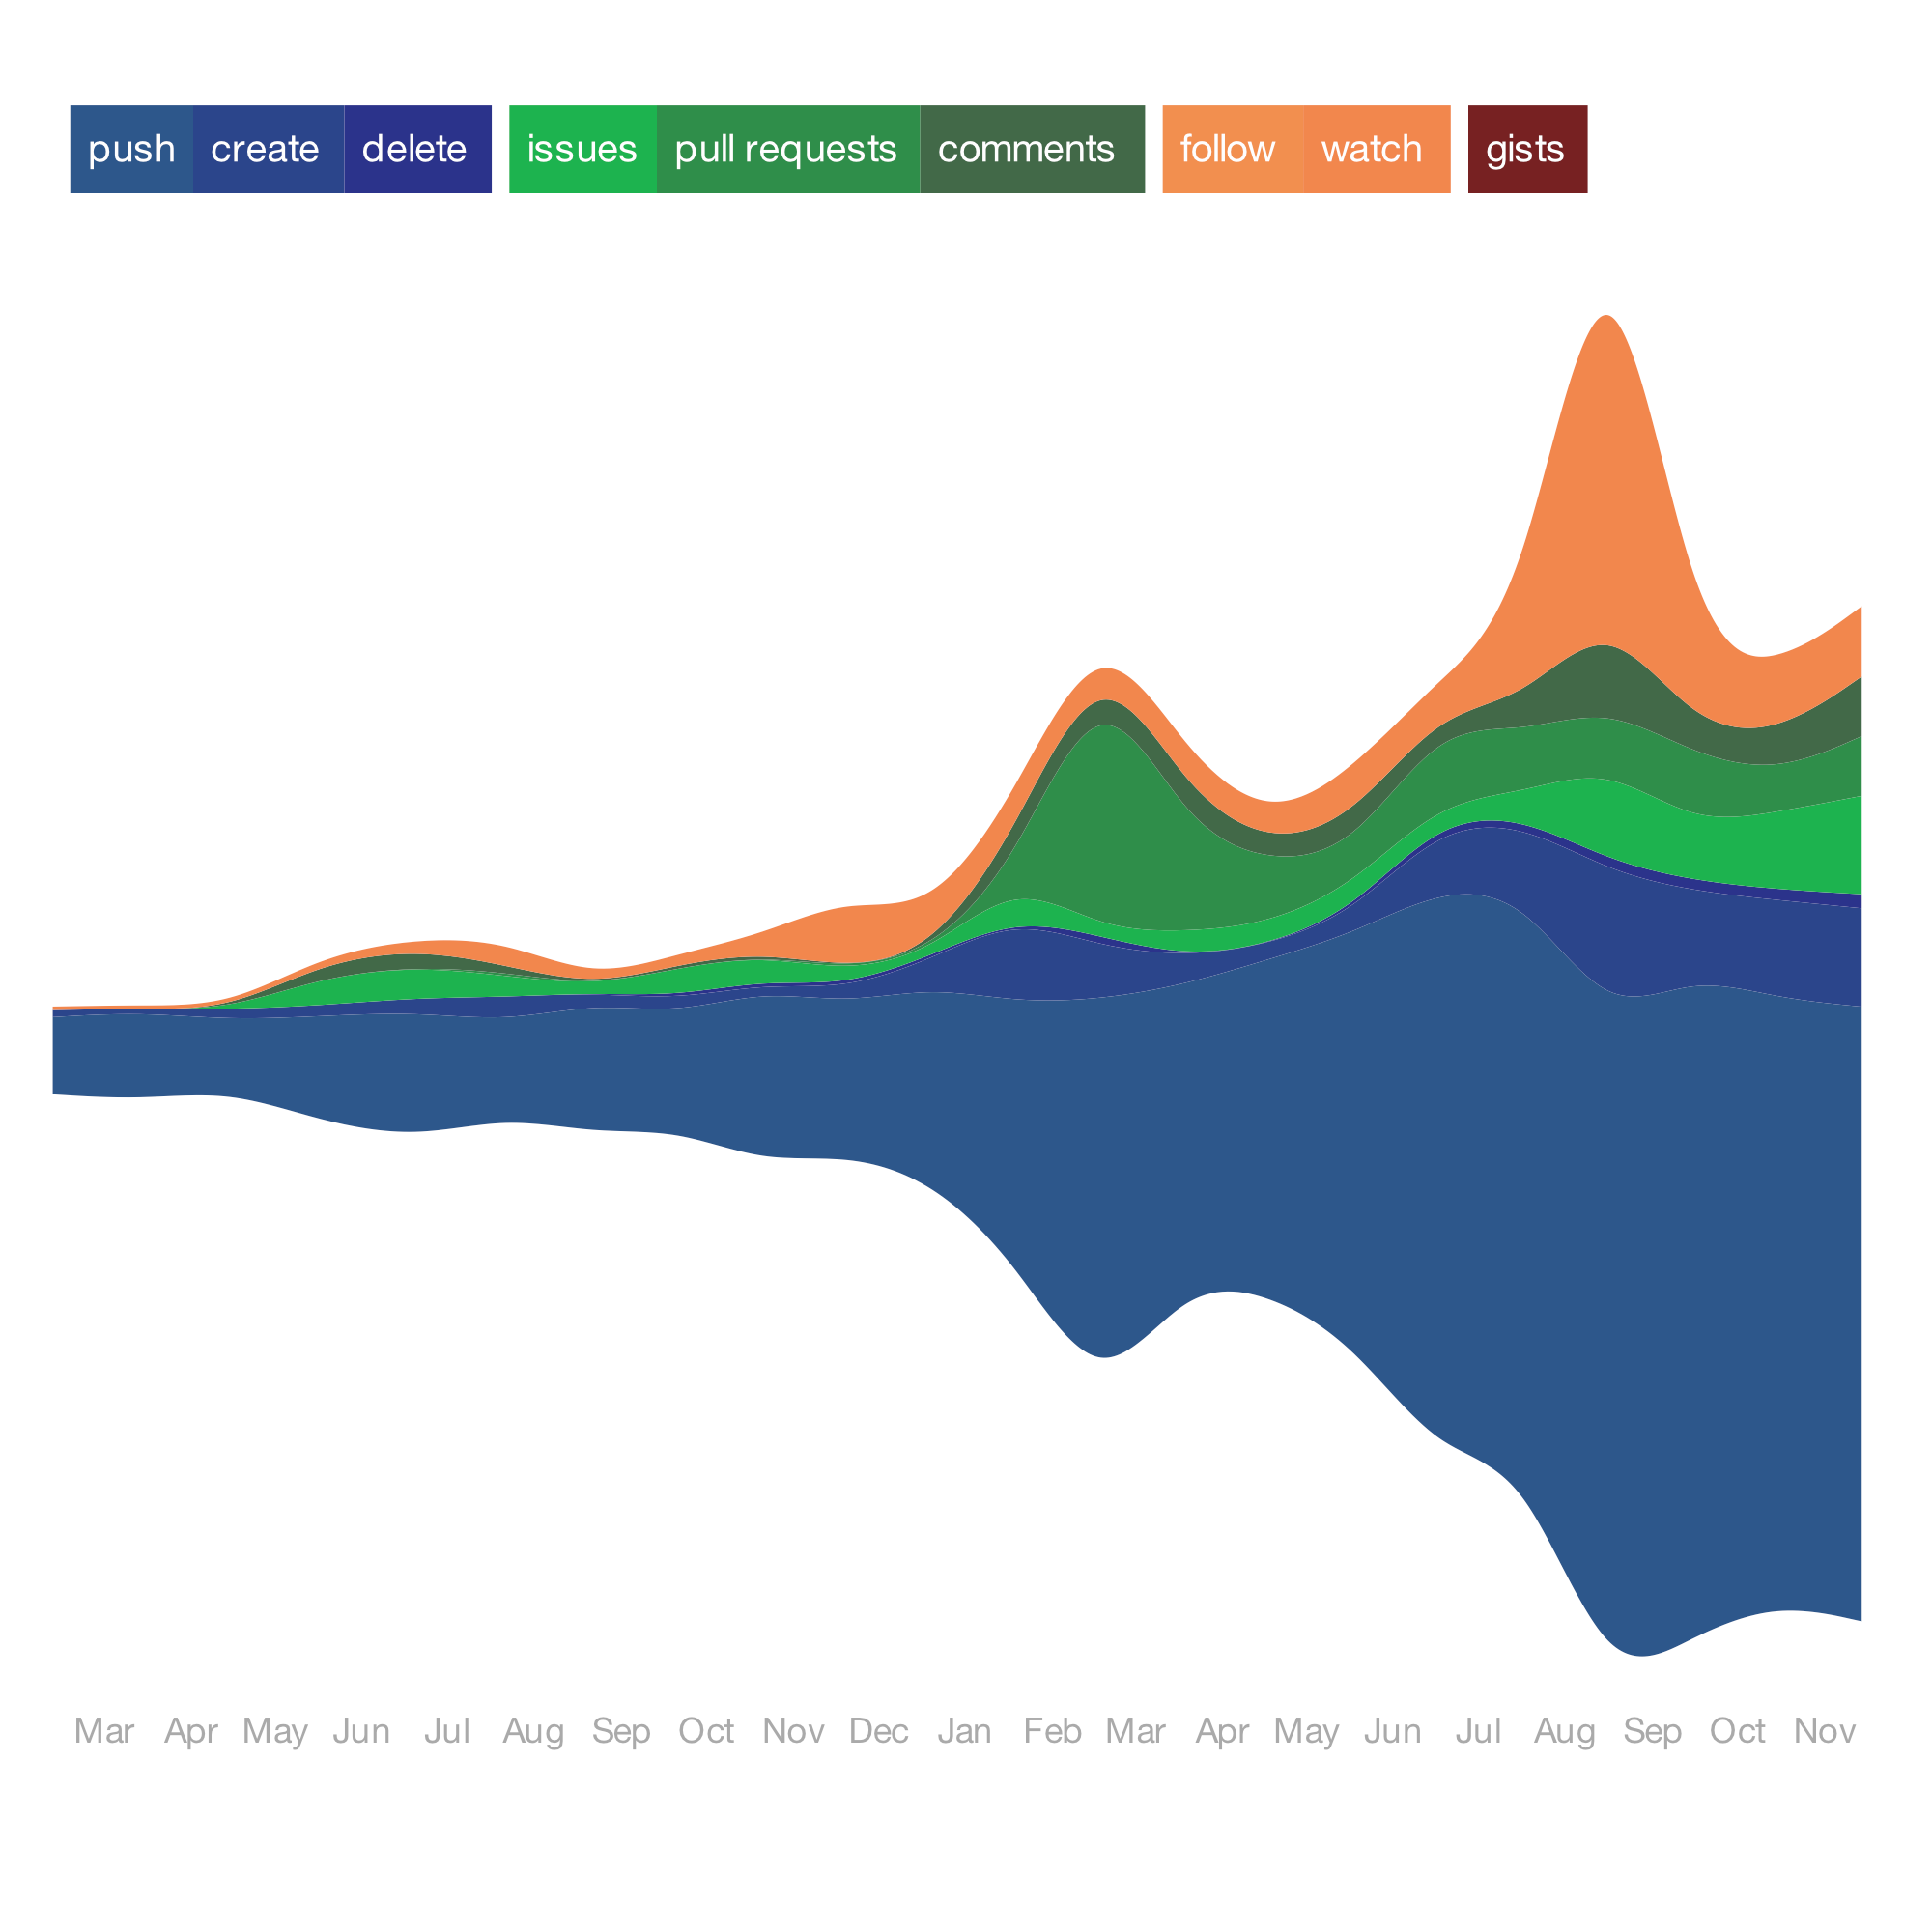 push create delete issues pull requests comments follow watch gists
Mar Apr May Jun Jul Aug Sep Oct Nov Dec Jan Feb Mar Apr May Jun Jul Aug Sep Oct Nov